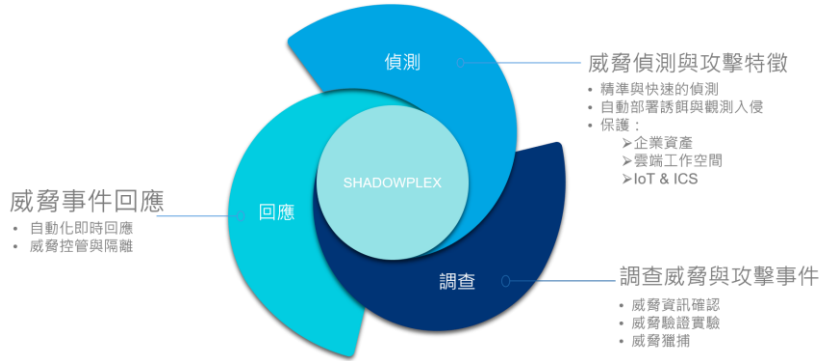 偵測
威脅偵測與攻擊特徵
• 精準與快速的偵測
• 自動部署誘餌與觀測入侵
• 保護：
➢企業資產
➢雲端工作空間
➢IoT & ICS
SHADOWPLEX
威脅事件回應
• 自動化即時回應
• 威脅控管與隔離
回應
調查
調查威脅與攻擊事件
• 威脅資訊確認
• 威脅驗證實驗
• 威脅獵捕